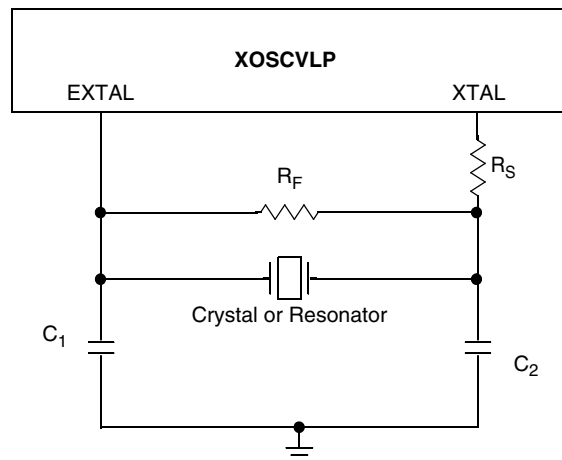 XOSCVLP
EXTAL
XTAL
RF
RS
Crystal or Resonator
C1
C2